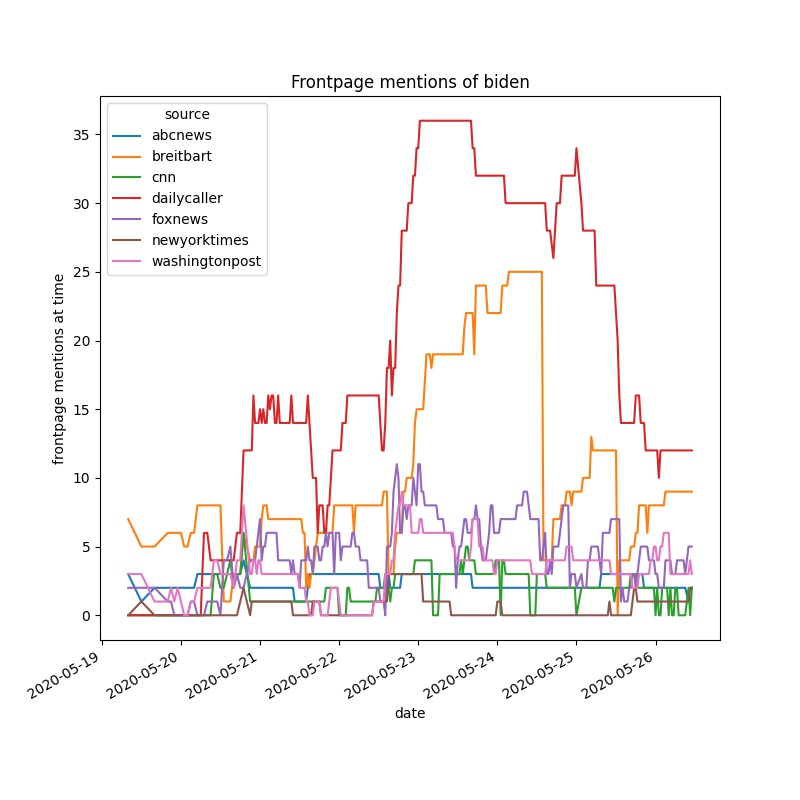 Frontpage mentions of biden
source
abcnews
breitbart
cnn
dailycaller
foxnews
newyorktimes
washingtonpost
frontpage mentions at time
35
30
25
20
15
10
5
0
2020-05-19
2020-05-20
2020-05-21
2020-05-22
2020-05-23
2020-05-24
2020-05-25
2020-05-26
date